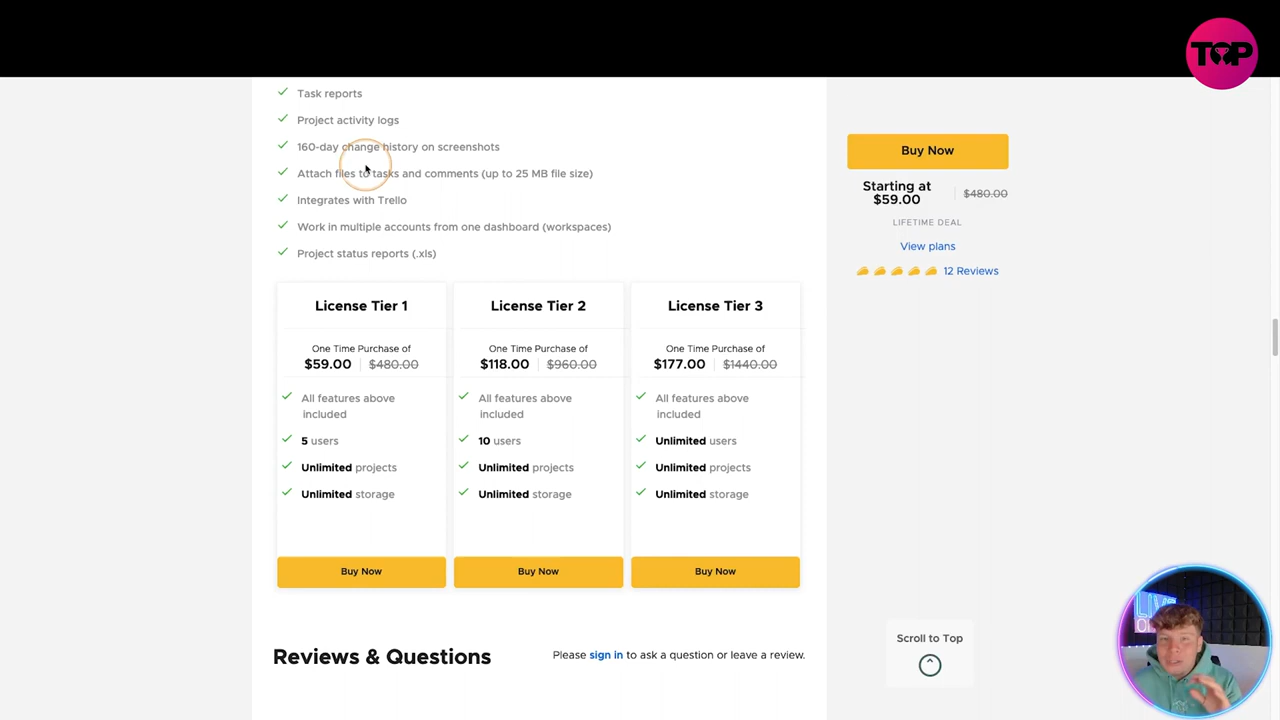 TOP
Task reports
Project activity logs
160-day change history on screenshots
Attach files to tasks and comments (up to 25 MB file size)
Integrates with Trello
Work in multiple accounts from one dashboard (workspaces)
Project status reports (.xls)
Buy Now
Starting at
$59.00
$480.00
LIFETIME DEAL
View plans
12 Reviews
License Tier 1
One Time Purchase of
$59.00 $480.00
All features above
included
5 users
Unlimited projects
Unlimited storage
Buy Now
License Tier 2
One Time Purchase of
$118.00 $960.00
All features above
included
10 users
Unlimited projects
Unlimited storage
Buy Now
License Tier 3
One Time Purchase of
$177.00 $1440.00
All features above
included
Unlimited users
Unlimited projects
Unlimited storage
Buy Now
Reviews & Questions
Please sign in to ask a question or leave a review.
Scroll to Top
LIVE